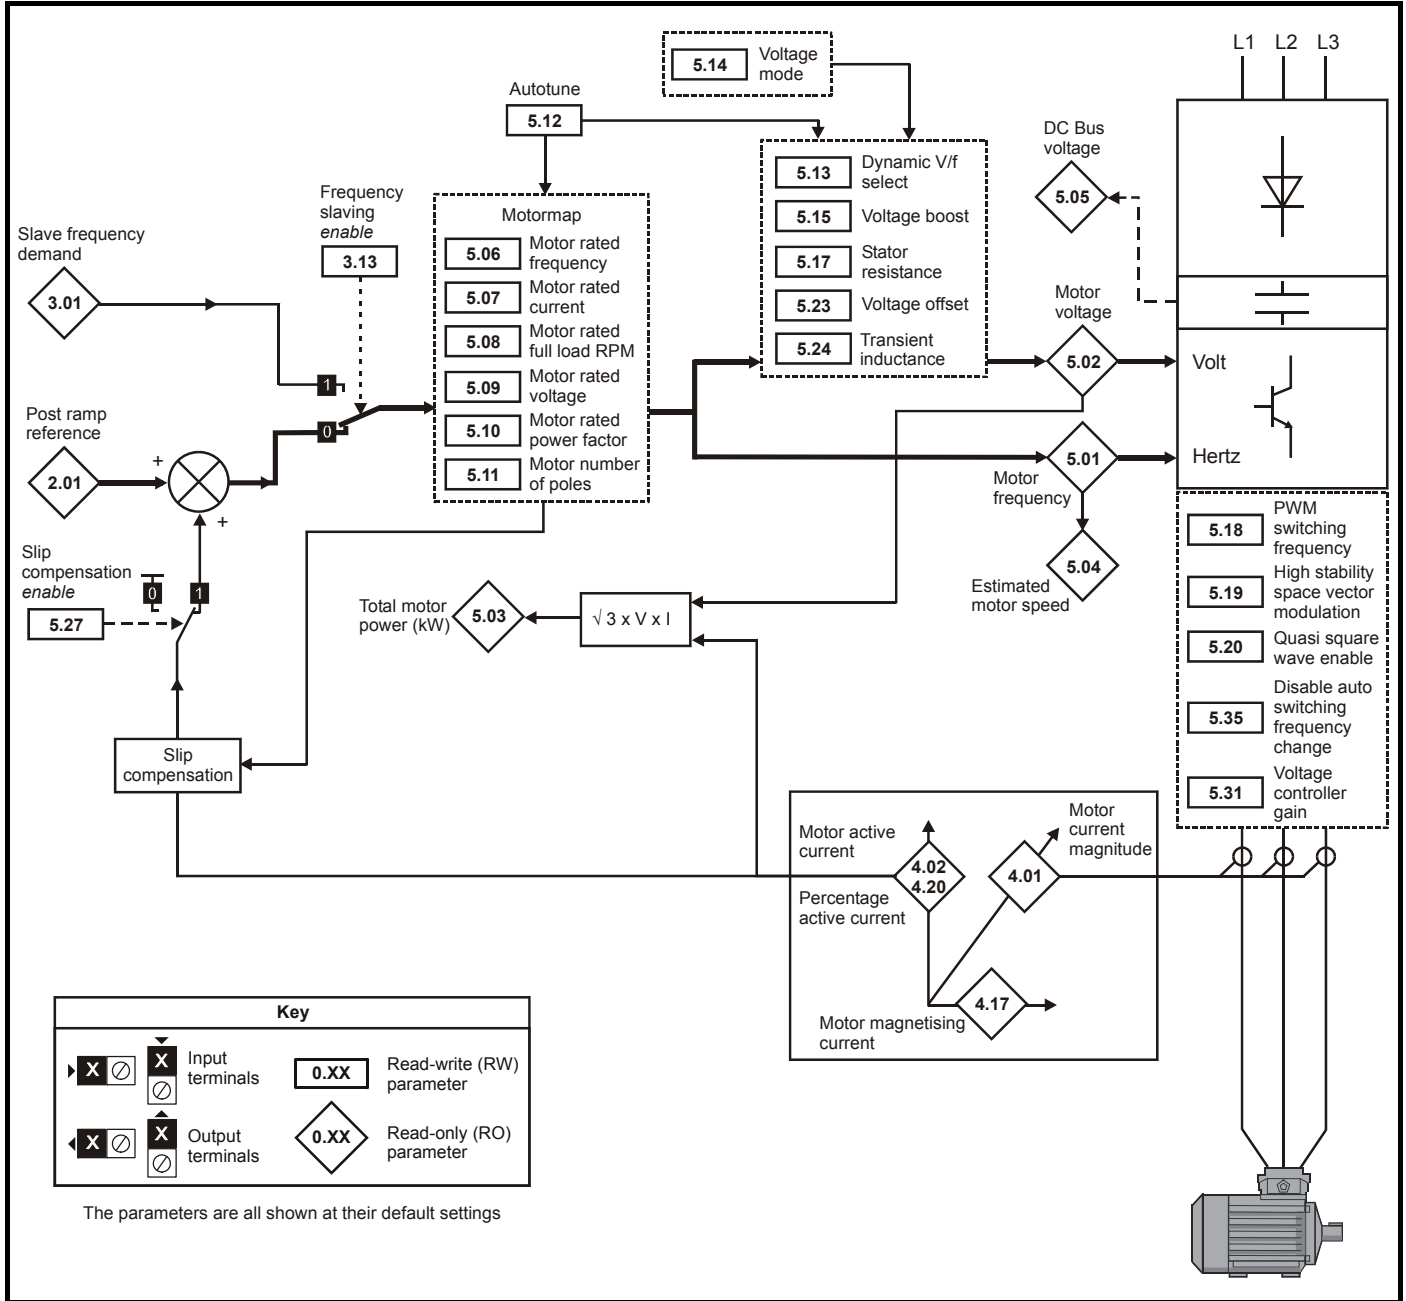 L1 L2 L3
5.14
Voltage
mode
Autotune
5.12
DC Bus
voltage
5.05
5.13
Dynamic V/f
select
5.15
Voltage boost
5.17
Stator
resistance
5.23
Voltage offset
5.24
Transient
inductance
Frequency
slaving
enable
3.13
Motormap
5.06
Motor rated
frequency
5.07
Motor rated
current
5.08
Motor rated
full load RPM
5.09
Motor rated
voltage
5.10
Motor rated
power factor
5.11
Motor number
of poles
Slave frequency
demand
3.01
1
0
Post ramp
reference
2.01
+
+
Motor
voltage
5.02
Volt
Hertz
5.01
Motor
frequency
5.04
Estimated
motor speed
Slip
compensation
enable
0
1
5.27
Total motor
power (kW)
5.03
√ 3 x V x I
5.18
PWM
switching
frequency
5.19
High stability
space vector
modulation
5.20
Quasi square
wave enable
5.35
Disable auto
switching
frequency
change
5.31
Voltage
controller
gain
Slip
compensation
Motor active
current
4.02
4.20
Percentage
active current
Motor
current
magnitude
4.01
4.17
Motor magnetising
current
Key
X
X
Input
terminals
0.XX
Read-write (RW)
parameter
X
X
Output
terminals
0.XX
Read-only (RO)
parameter
The parameters are all shown at their default settings